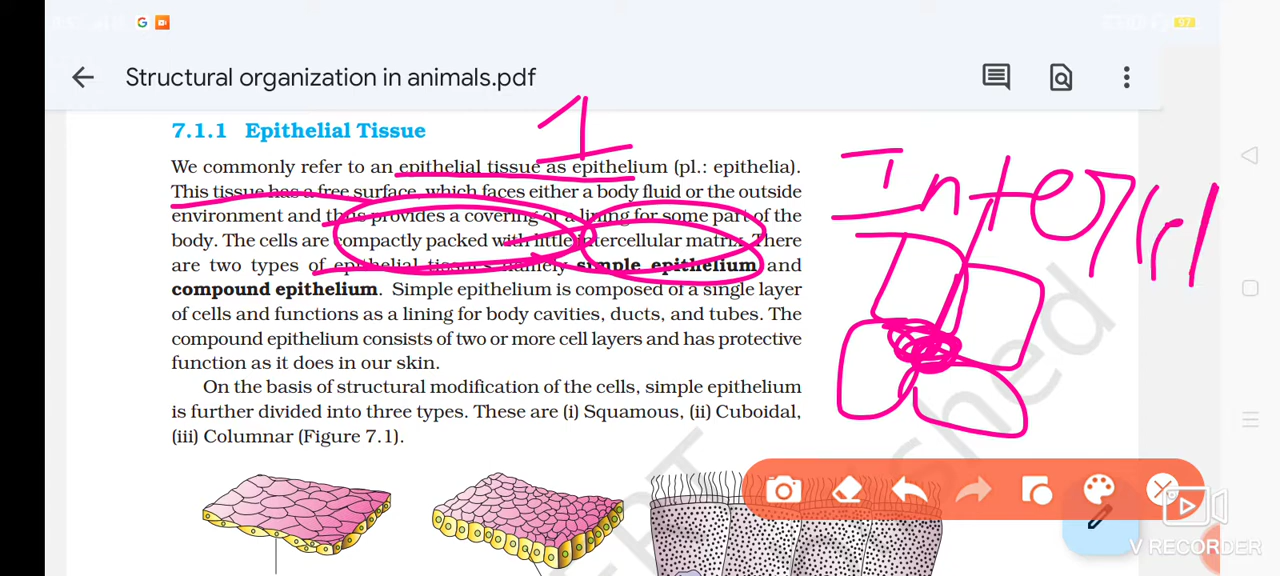 97
Structural organization in animals.pdf
7.1.1 Epithelial Tissue
1
We commonly refer to an epithelial tissue as epithelium (pl.: epithelia).
This tissue has a free surface, which faces either a body fluid or the outside
environment and thus provides a covering or a lining for some part of the
body. The cells are compactly packed with little intercellular matrix. There
are two types of epithelial tissues namely simple epithelium and
compound epithelium. Simple epithelium is composed of a single layer
of cells and functions as a lining for body cavities, ducts, and tubes. The
compound epithelium consists of two or more cell layers and has protective
function as it does in our skin.
On the basis of structural modification of the cells, simple epithelium
is further divided into three types. These are (i) Squamous, (ii) Cuboidal,
(iii) Columnar (Figure 7.1).
V RECORDER